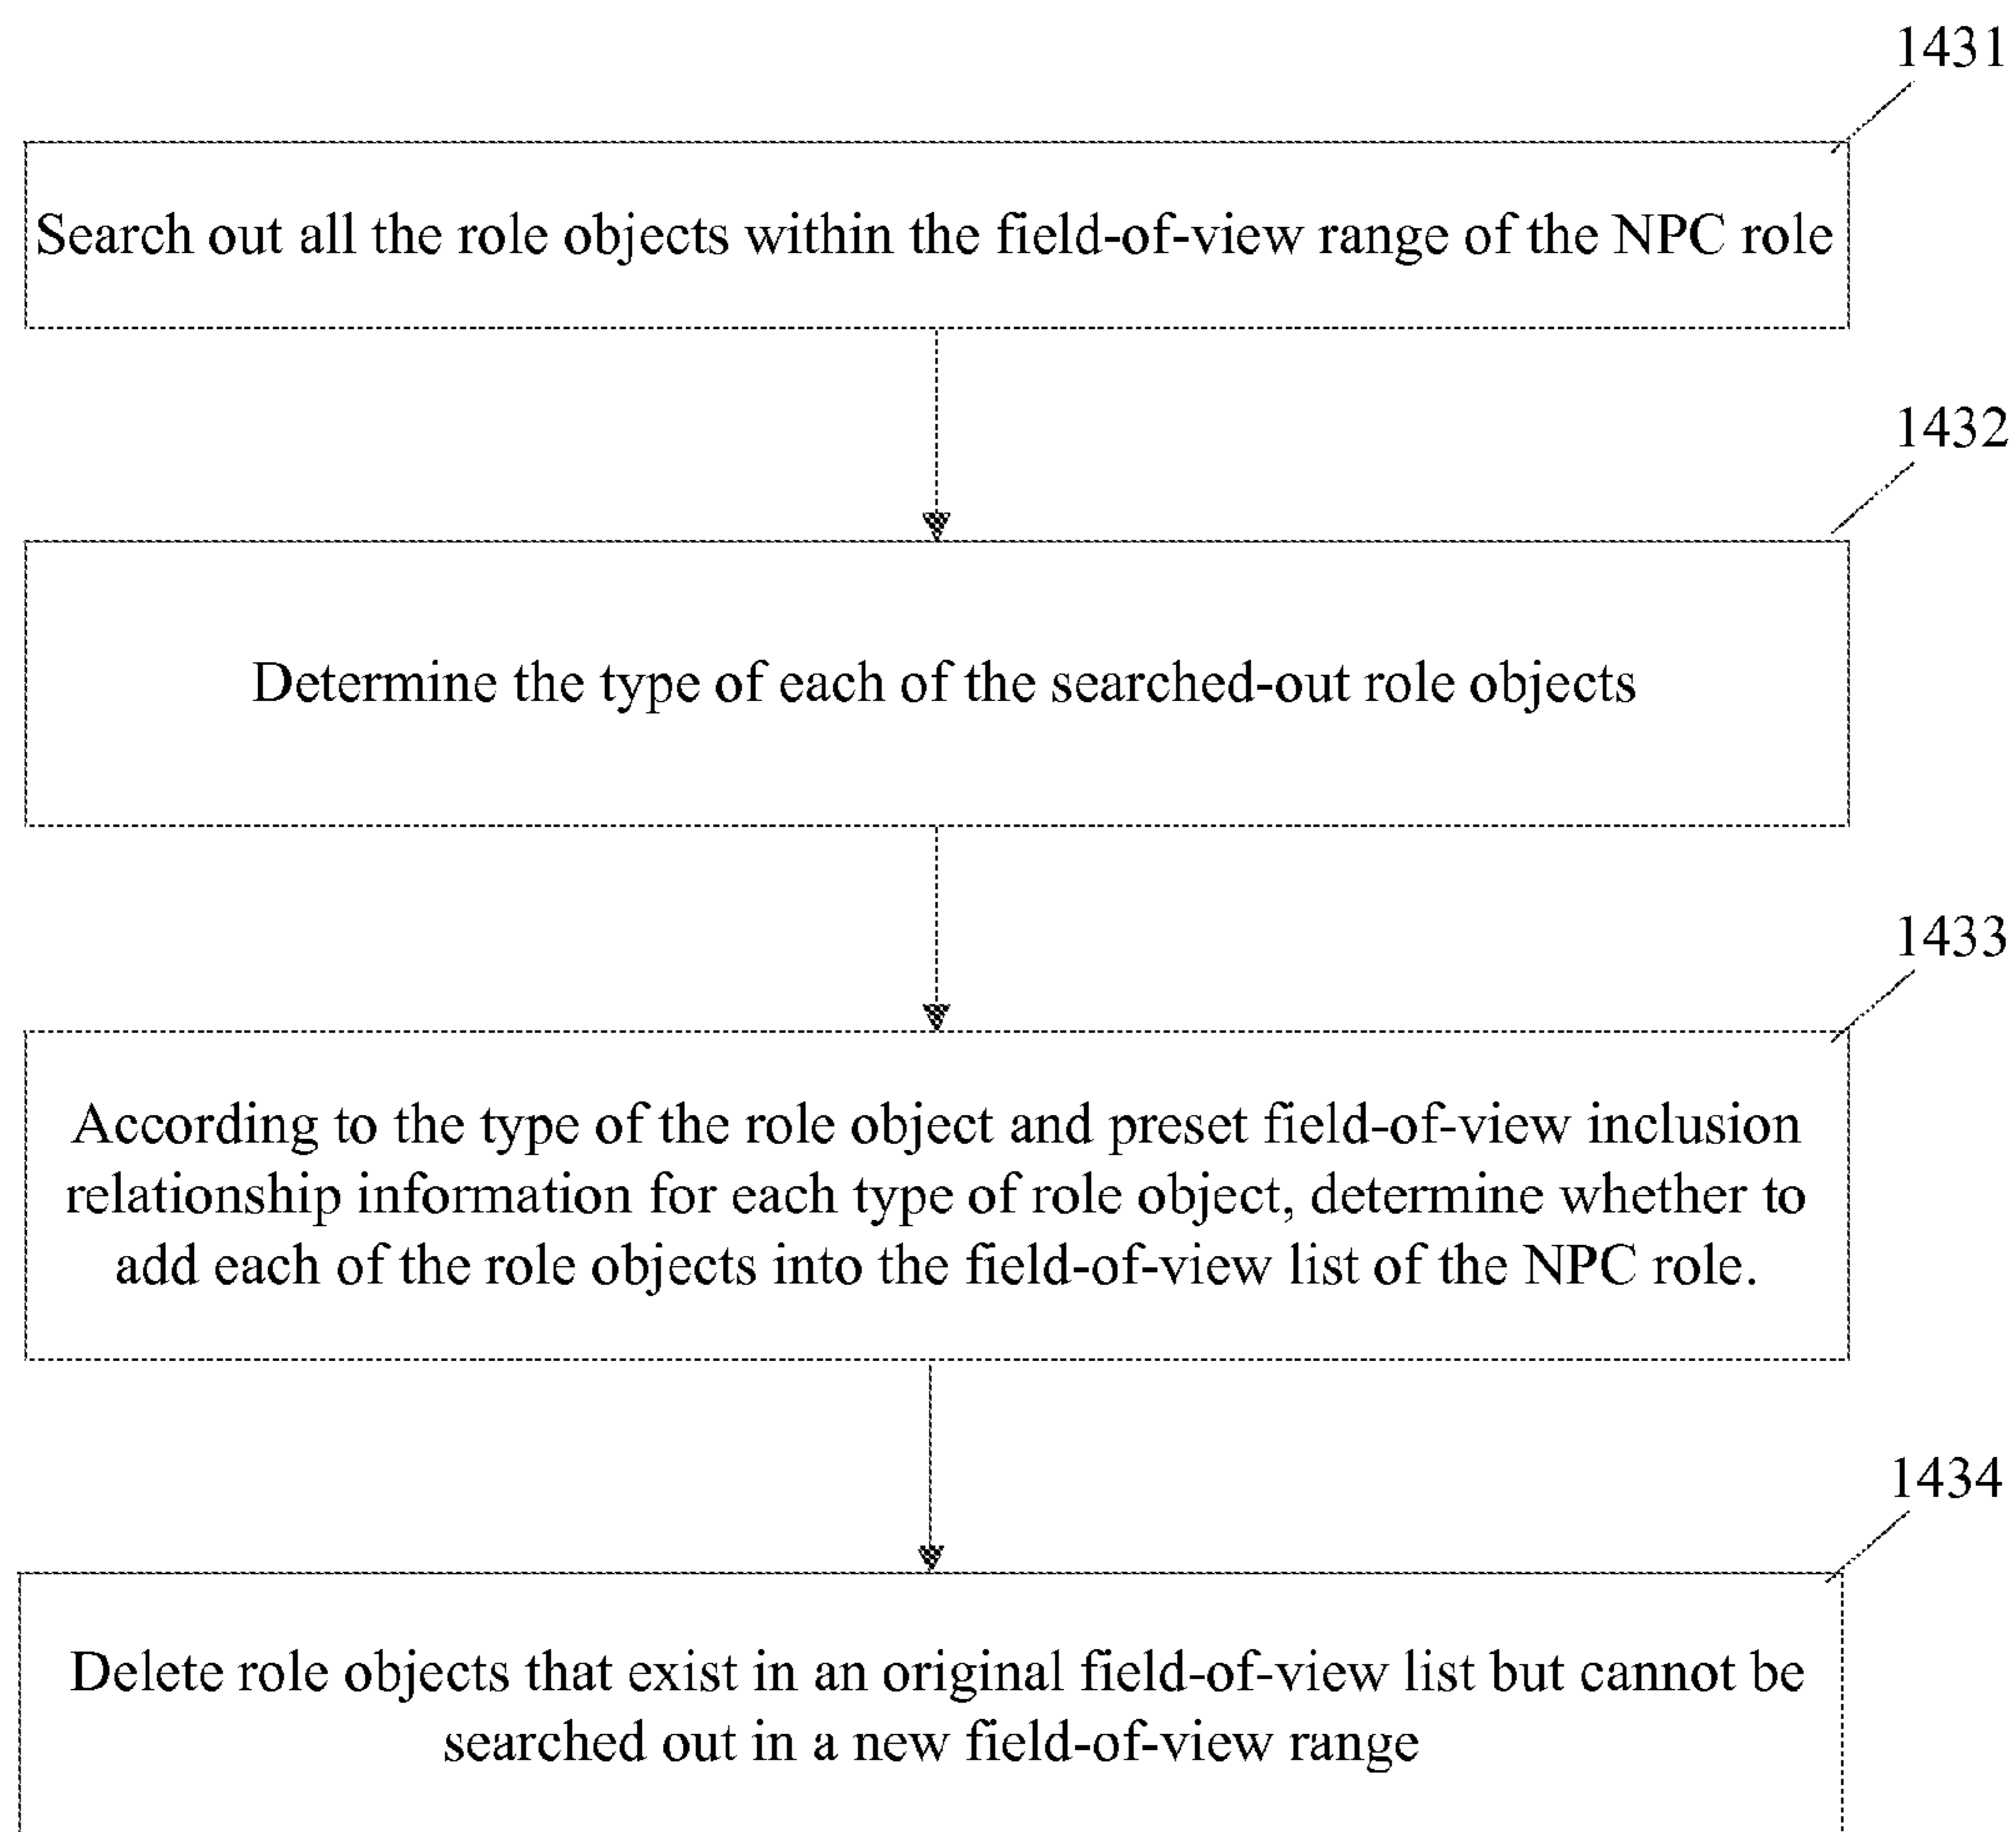 1431
Search out all the role objects within the field-of-view range of the NPC role
1432
Determine the type of each of the searched-out role objects
1433
According to the type of the role object and preset field-of-view inclusion
relationship information for each type of role object, determine whether to
add each of the role objects into the field-of-view list of the NPC role.
1434
Delete role objects that exist in an original field-of-view list but cannot be
searched out in a new field-of-view range